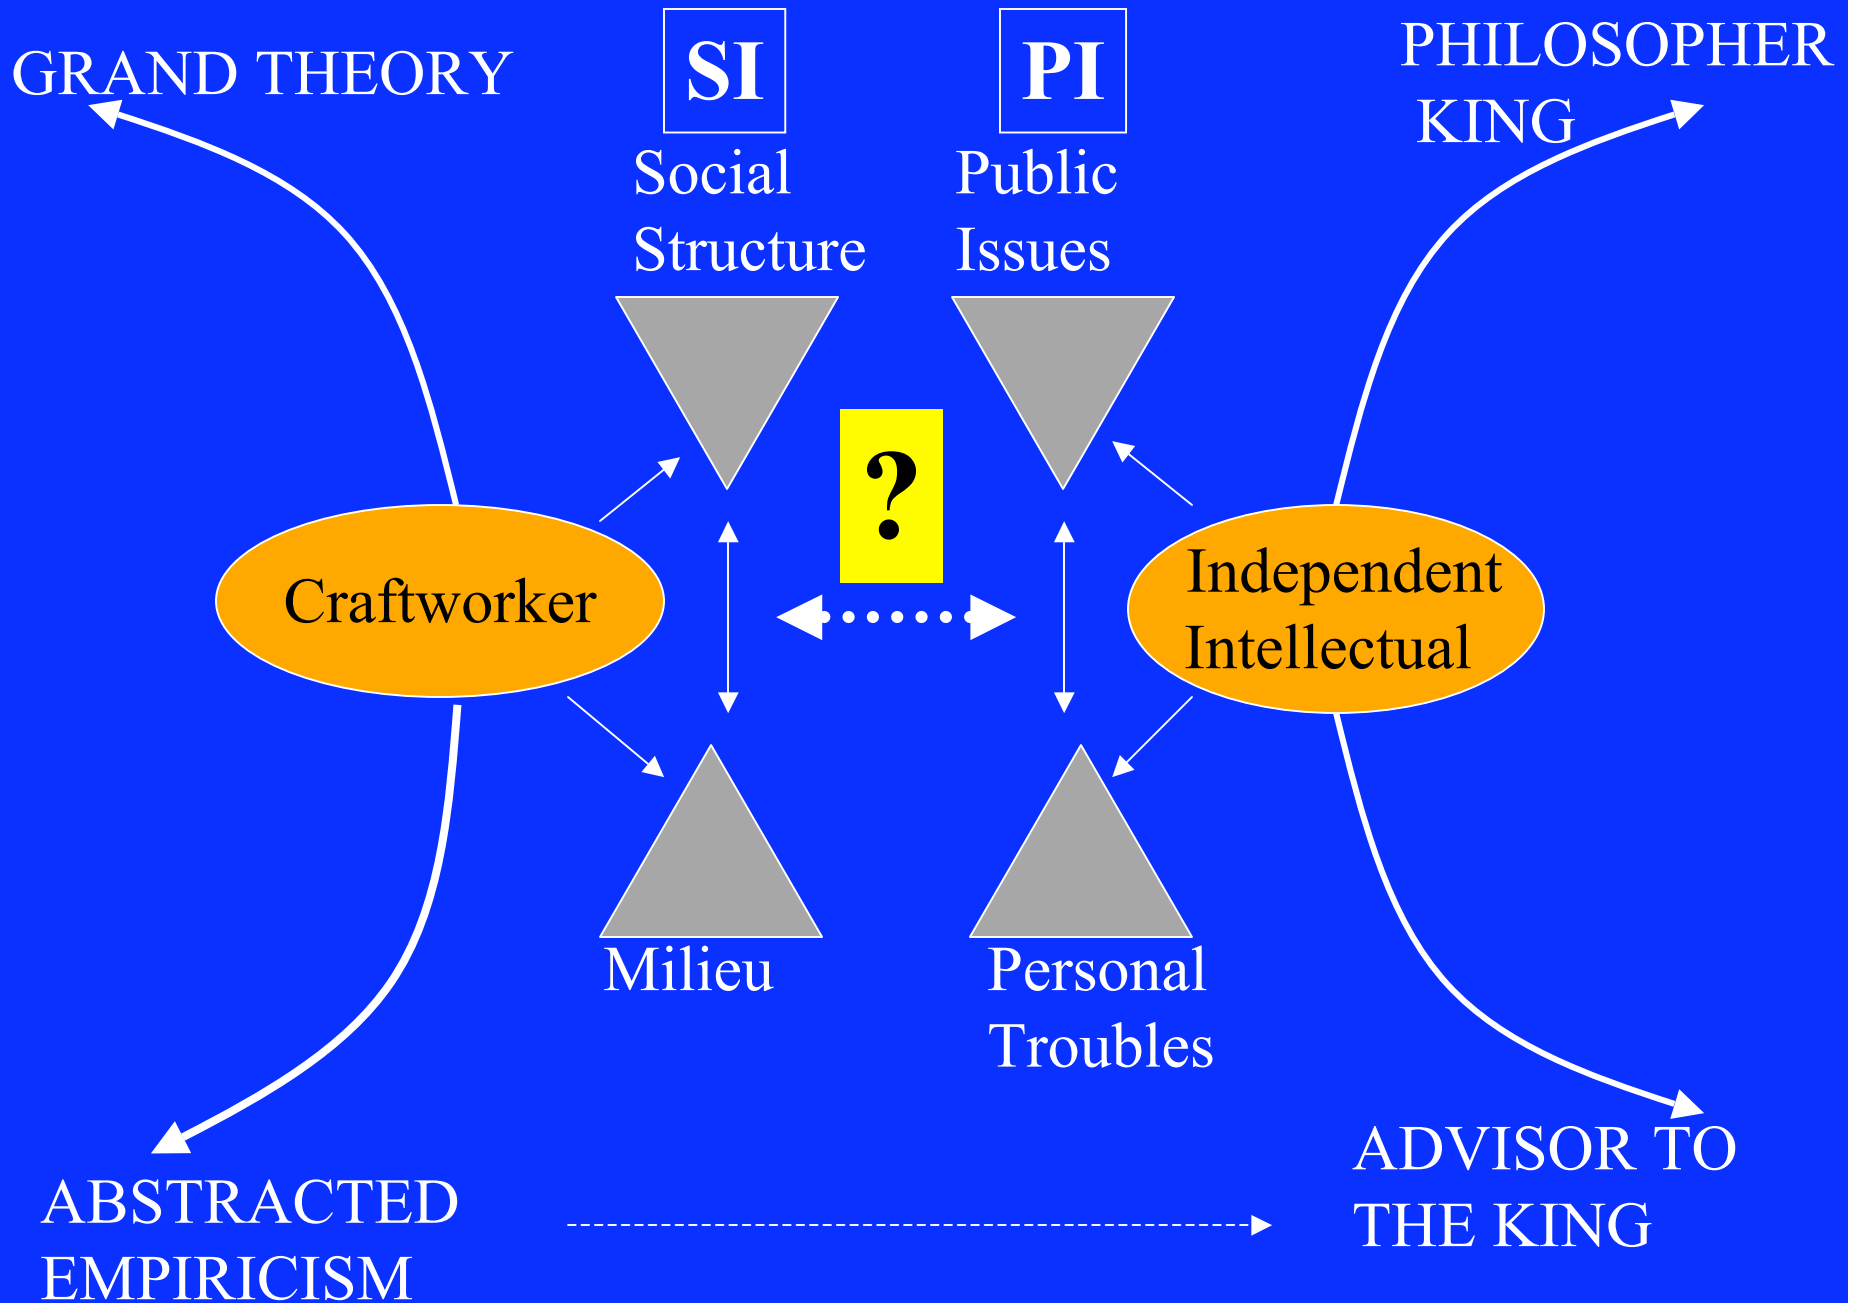 GRAND THEORY
SI
PI
PHILOSOPHER
KING
Social
Structure
Public
Issues
?
Craftworker
Independent
Intellectual
Milieu
Personal
Troubles
ABSTRACTED
EMPIRICISM
ADVISOR TO
THE KING